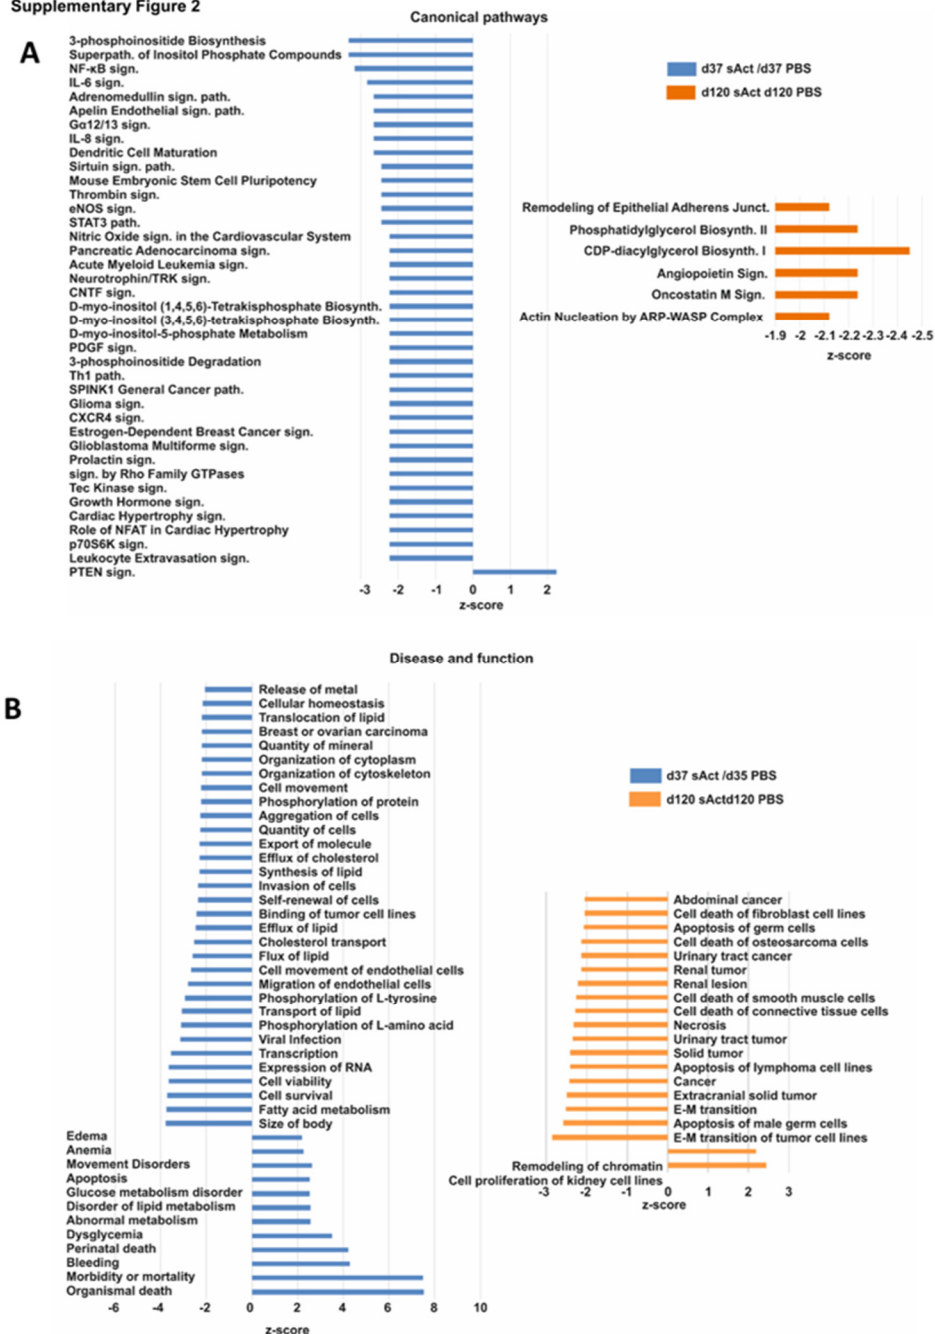 Supplementary Figure 2
Canonical pathways
A
3-phosphoinositide Biosynthesis
Superpath. of Inositol Phosphate Compounds
NF-κB sign.
IL-6 sign.
Adrenomedullin sign. path.
Apelin Endothelial sign. path.
Gα12/13 sign.
IL-8 sign.
Dendritic Cell Maturation
Sirtuin sign. path.
Mouse Embryonic Stem Cell Pluripotency
Thrombin sign.
eNOS sign.
STAT3 path.
Nitric Oxide sign. in the Cardiovascular System
Pancreatic Adenocarcinoma sign.
Acute Myeloid Leukemia sign.
Neurotrophin/TRK sign.
CNTF sign.
D-myo-inositol (1,4,5,6)-Tetrakisphosphate Biosynth.
D-myo-inositol (3,4,5,6)-tetrakisphosphate Biosynth.
D-myo-inositol-5-phosphate Metabolism
PDGF sign.
3-phosphoinositide Degradation
Th1 path.
SPINK1 General Cancer path.
Glioma sign.
CXCR4 sign.
Estrogen-Dependent Breast Cancer sign.
Glioblastoma Multiforme sign.
Prolactin sign.
sign. by Rho Family GTPases
Tec Kinase sign.
Growth Hormone sign.
Cardiac Hypertrophy sign.
Role of NFAT in Cardiac Hypertrophy
p70S6K sign.
Leukocyte Extravasation sign.
PTEN sign.
-3 -2 -1 0 1 2
z-score
d37 sAct /d37 PBS
d120 sAct d120 PBS
Remodeling of Epithelial Adherens Junct.
Phosphatidylglycerol Biosynth. II
CDP-diacylglycerol Biosynth. I
Angiopoietin Sign.
Oncostatin M Sign.
Actin Nucleation by ARP-WASP Complex
-1.9 -2 -2.1 -2.2 -2.3 -2.4 -2.5
z-score
Disease and function
B
Release of metal
Cellular homeostasis
Translocation of lipid
Breast or ovarian carcinoma
Quantity of mineral
Organization of cytoplasm
Organization of cytoskeleton
Cell movement
Phosphorylation of protein
Aggregation of cells
Quantity of cells
Export of molecule
Efflux of cholesterol
Synthesis of lipid
Invasion of cells
Self-renewal of cells
Binding of tumor cell lines
Efflux of lipid
Cholesterol transport
Flux of lipid
Cell movement of endothelial cells
Migration of endothelial cells
Phosphorylation of L-tyrosine
Transport of lipid
Phosphorylation of L-amino acid
Viral Infection
Transcription
Expression of RNA
Cell viability
Cell survival
Fatty acid metabolism
Size of body
Edema
Anemia
Movement Disorders
Apoptosis
Glucose metabolism disorder
Disorder of lipid metabolism
Abnormal metabolism
Dysglycemia
Perinatal death
Bleeding
Morbidity or mortality
Organismal death
-6 -4 -2 0 2 4 6 8 10
z-score
d37 sAct /d35 PBS
d120 sActd120 PBS
Abdominal cancer
Cell death of fibroblast cell lines
Apoptosis of germ cells
Cell death of osteosarcoma cells
Urinary tract cancer
Renal tumor
Renal lesion
Cell death of smooth muscle cells
Cell death of connective tissue cells
Necrosis
Urinary tract tumor
Solid tumor
Apoptosis of lymphoma cell lines
Cancer
Extracranial solid tumor
E-M transition
Apoptosis of male germ cells
E-M transition of tumor cell lines
Remodeling of chromatin
Cell proliferation of kidney cell lines
-3 -2 -1 0 1 2 3
z-score